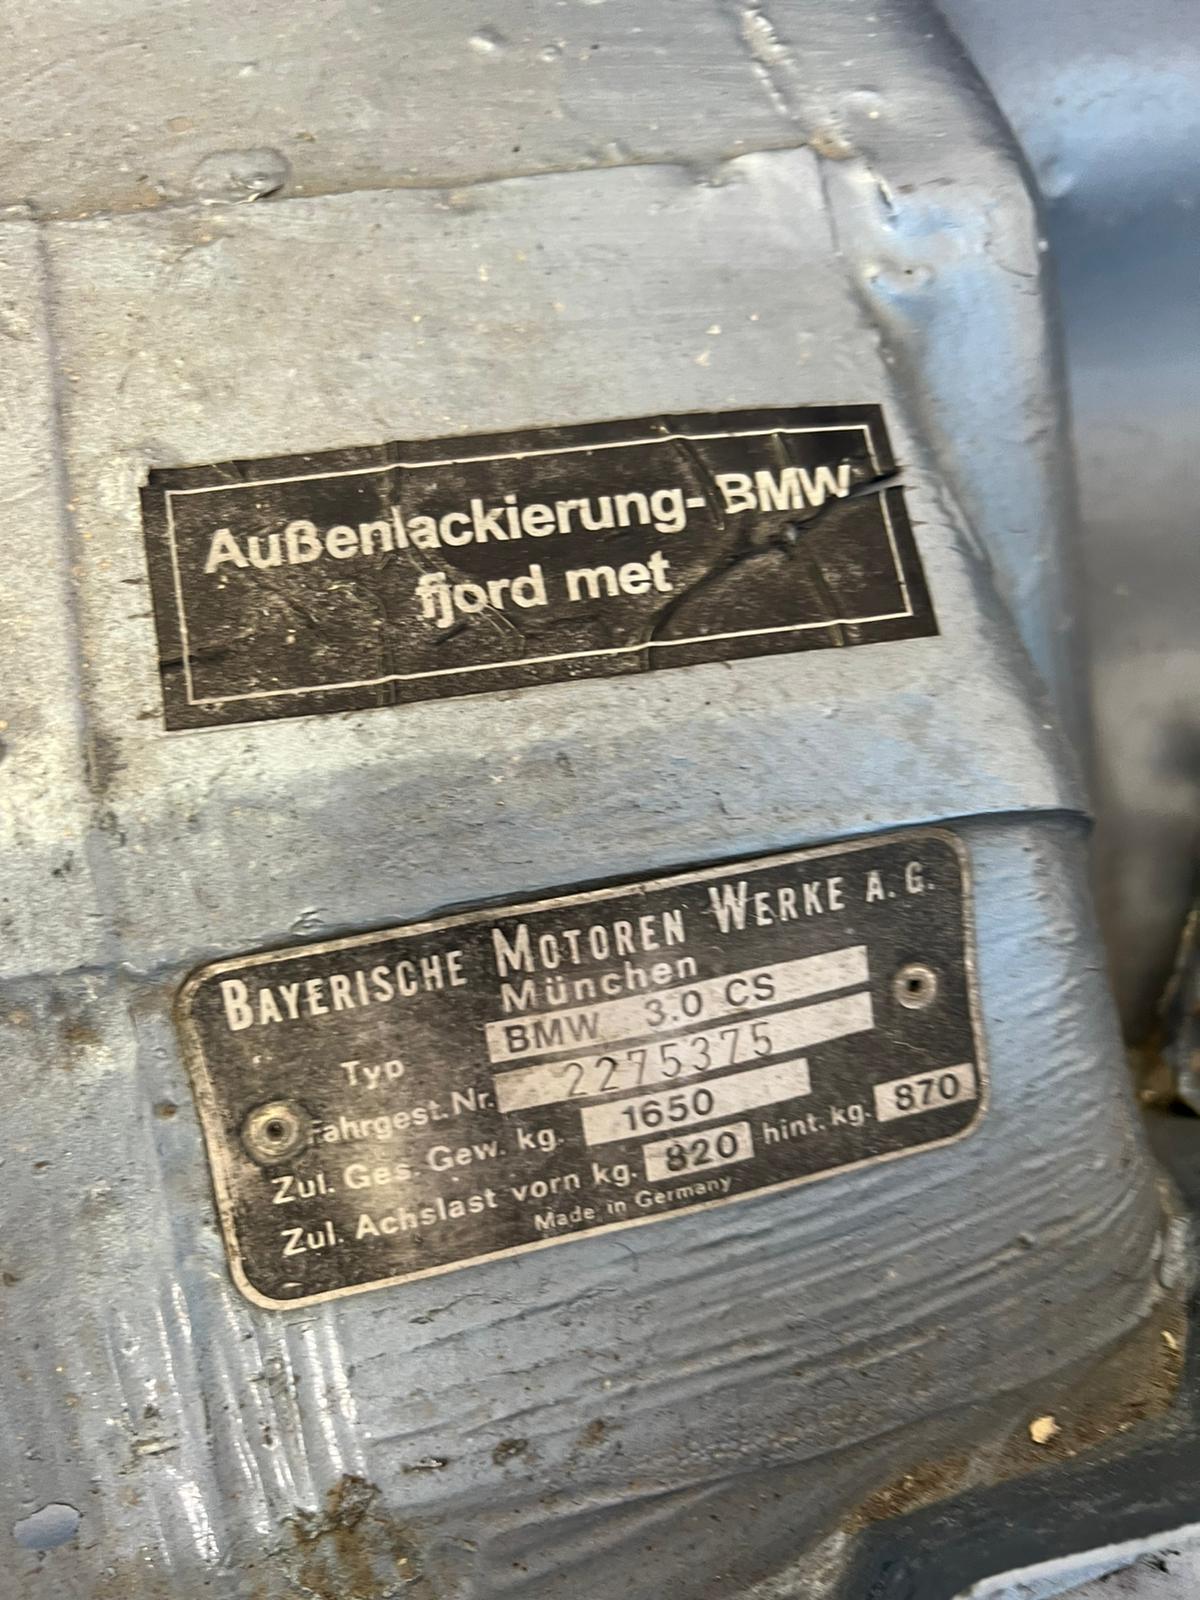 Außenlackierung- BMW
fjord met
BAYERISCHE MOTOREN WERKE A.G.
München
Typ BMW 3.0 CS
Fahrgest. Nr. 2275375
Zul. Ges. Gew. kg. 1650
Zul. Achslast vorn kg. 820 hint. kg. 870
Made in Germany